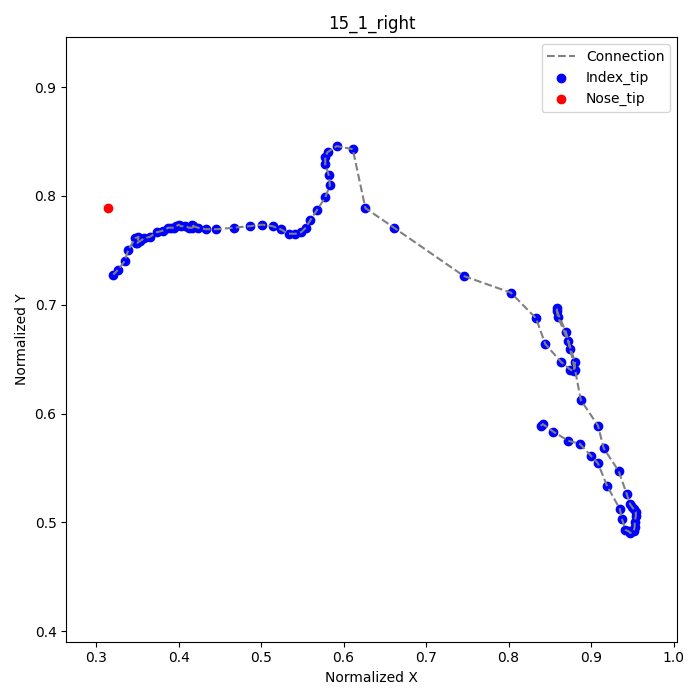 15_1_right
Connection
Index_tip
Nose_tip
Normalized Y
0.9
0.8
0.7
0.6
0.5
0.4
0.3 0.4 0.5 0.6 0.7 0.8 0.9 1.0
Normalized X